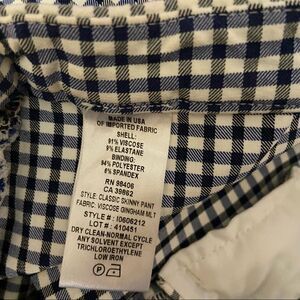 MADE IN USA
OF IMPORTED FABRIC
SHELL:
91% VISCOSE
9% ELASTANE
BINDING:
94% POLYESTER
6% SPANDEX
RN 98406
CA 39862
STYLE: CLASSIC SKINNY PANT
FABRIC: VISCOSE GINGHAM MLT
STYLE #: ID606212
LOT #: 410451
DRY CLEAN-NORMAL CYCLE
ANY SOLVENT EXCEPT
TRICHLOROETHYLENE
LOW IRON
P